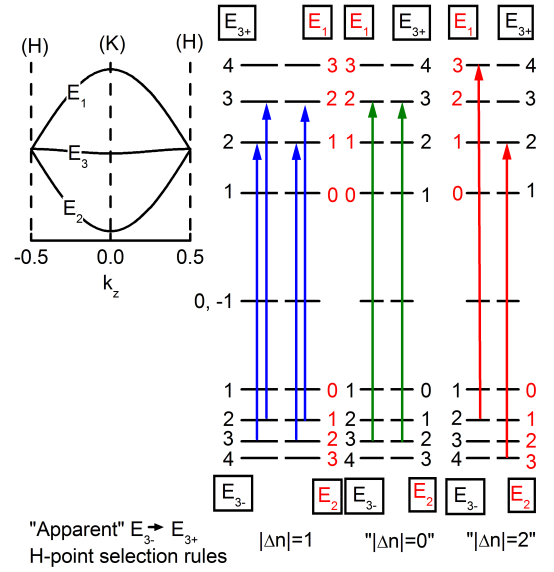 (H) (K) (H)
E1
E3
E2
-0.5 0.0 0.5
kz
E3+ E1 E1 E3+ E1 E3+
4 3 3 4 3 4
3 2 2 3 2 3
2 1 1 2 1 2
1 0 0 1 0 1
0, -1
1 0 1 0 1 0
2 1 2 1 2 1
3 2 3 2 3 2
4 3 4 3 4 3
E3- E2 E3- E2 E3- E2
|Δn|=1 "|Δn|=0" "|Δn|=2"
"Apparent" E3- → E3+
H-point selection rules